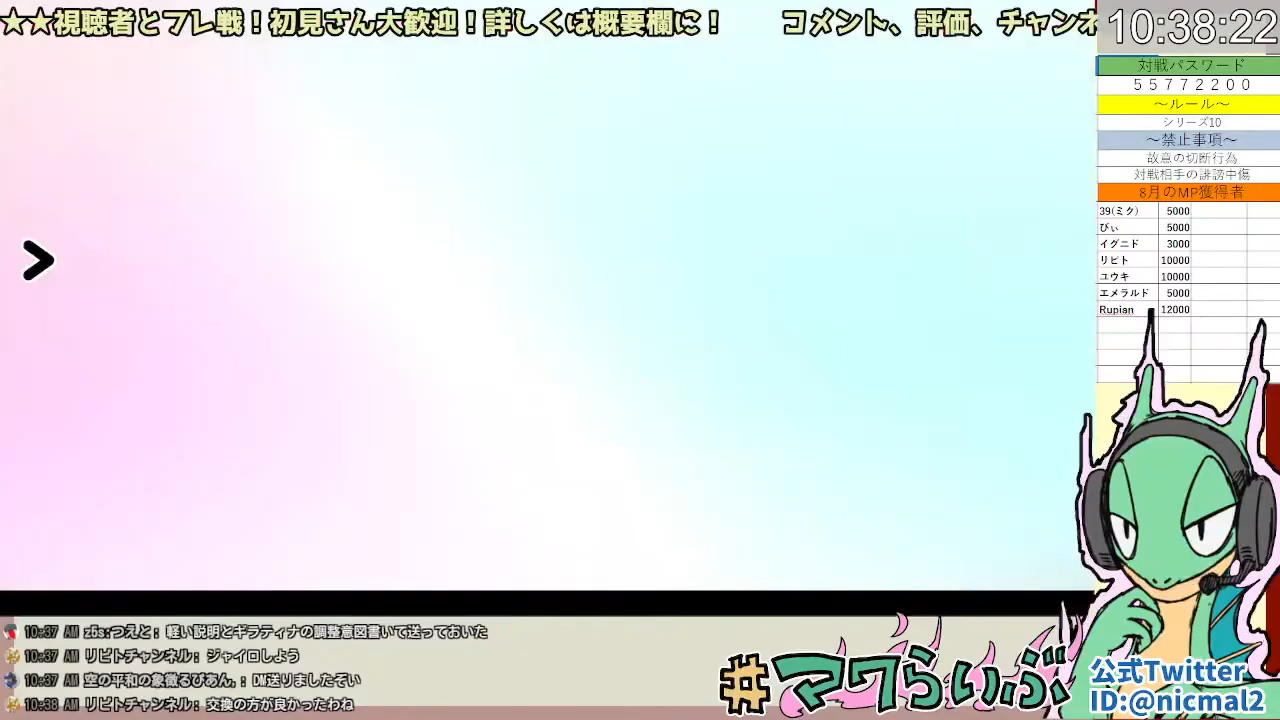 ★★視聴者とフレ戦！初見さん大歓迎！詳しくは概要欄に！ コメント、評価、チャンネ
10:38:22
対戦パスワード
５５７７２２００
～ルール～
シリーズ10
～禁止事項～
故意の切断行為
対戦相手の誹謗中傷
8月のMP獲得者
39(ミク) 5000
びぃ 5000
イグニド 3000
リピト 10000
ユウキ 10000
エメラルド 5000
Rupian 12000
10:37 AM zbs:つえと: 軽い説明とギラティナの調整意図書いて送っておいた
10:37 AM リピトチャンネル: ジャイロしよう
10:37 AM 空の平和の象徴るぴあん,: DM送りましたぞい
10:38 AM リピトチャンネル: 交換の方が良かったわね
#マワらいぶ
公式Twitter
ID:@nicmal2